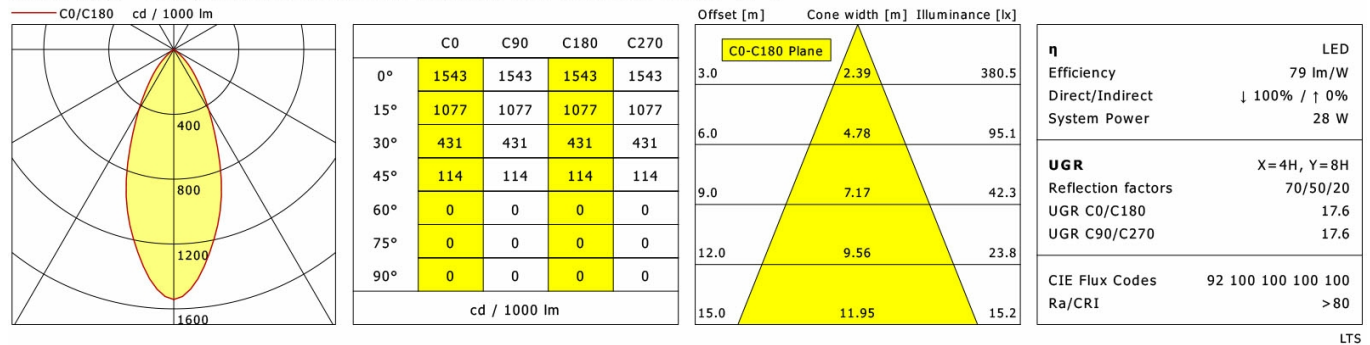 C0/C180 cd / 1000 lm
400
800
1200
1600
C0 C90 C180 C270
0° 1543 1543 1543 1543
15° 1077 1077 1077 1077
30° 431 431 431 431
45° 114 114 114 114
60° 0 0 0 0
75° 0 0 0 0
90° 0 0 0 0
cd / 1000 lm
Offset [m] Cone width [m] Illuminance [lx]
C0-C180 Plane
3.0 2.39 380.5
6.0 4.78 95.1
9.0 7.17 42.3
12.0 9.56 23.8
15.0 11.95 15.2
η LED
Efficiency 79 lm/W
Direct/Indirect ↓ 100% / ↑ 0%
System Power 28 W
UGR X=4H, Y=8H
Reflection factors 70/50/20
UGR C0/C180 17.6
UGR C90/C270 17.6
CIE Flux Codes 92 100 100 100 100
Ra/CRI >80
LTS